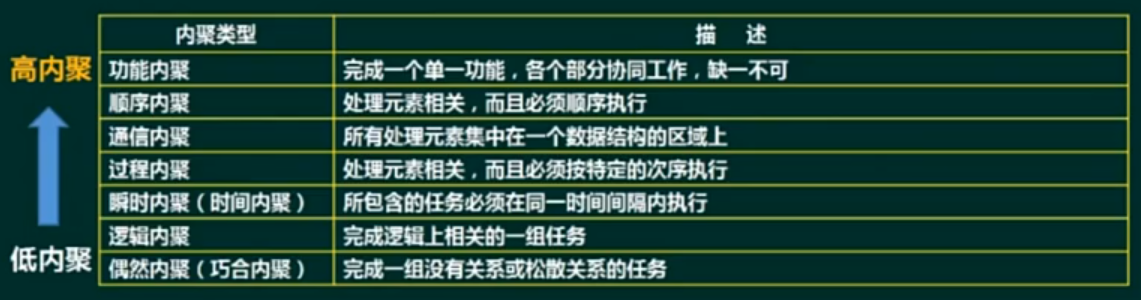 内聚类型 描 述
高内聚 功能内聚 完成一个单一功能，各个部分协同工作，缺一不可
顺序内聚 处理元素相关，而且必须顺序执行
通信内聚 所有处理元素集中在一个数据结构的区域上
过程内聚 处理元素相关，而且必须按特定的次序执行
瞬时内聚（时间内聚） 所包含的任务必须在同一时间间隔内执行
逻辑内聚 完成逻辑上相关的一组任务
低内聚 偶然内聚（巧合内聚） 完成一组没有关系或松散关系的任务